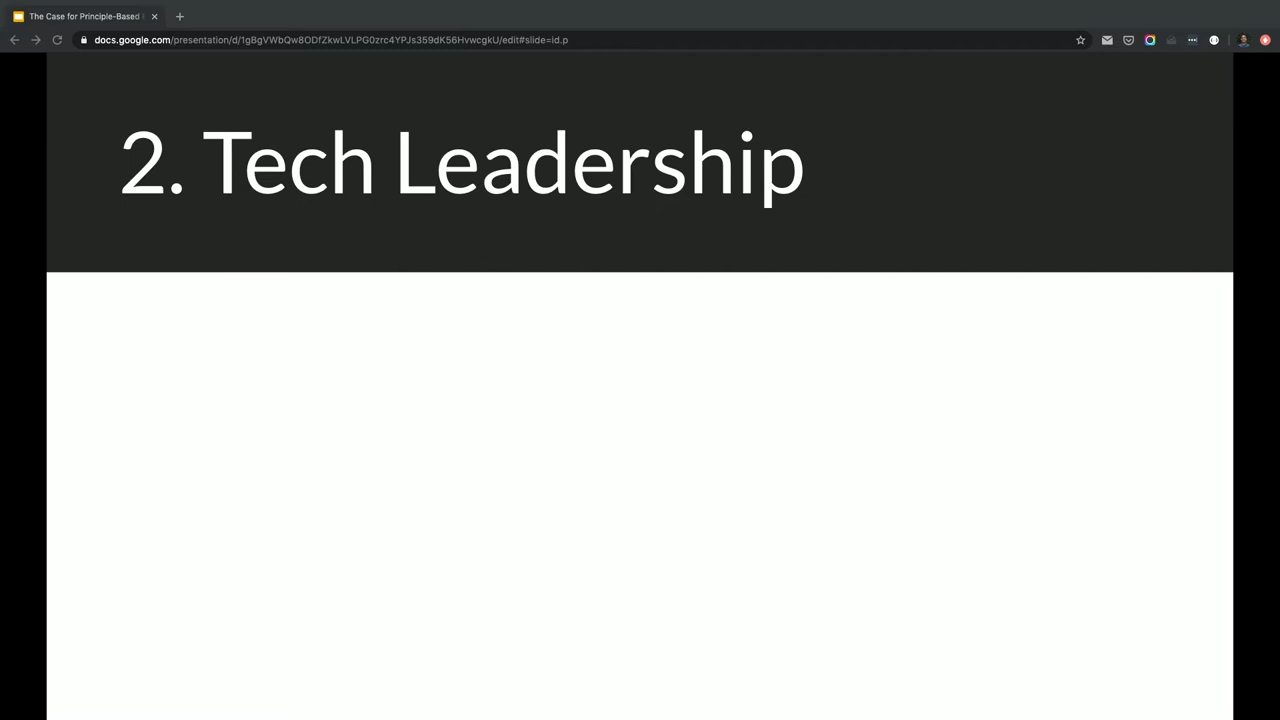 The Case for Principle-Based
docs.google.com/presentation/d/1gBgVWbQw8ODfZkwLVLPG0zrc4YPJs359dK56HvwcgkU/edit#slide=id.p
2. Tech Leadership